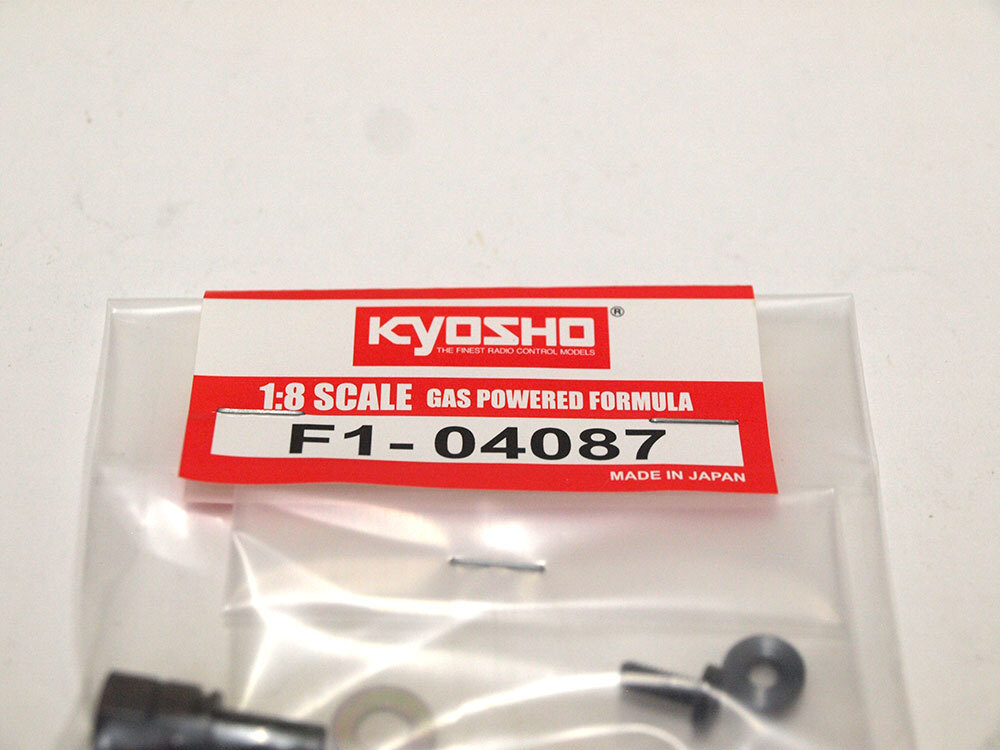 KYOSHO ®
THE FINEST RADIO CONTROL MODELS
1:8 SCALE GAS POWERED FORMULA
F1-04087
MADE IN JAPAN